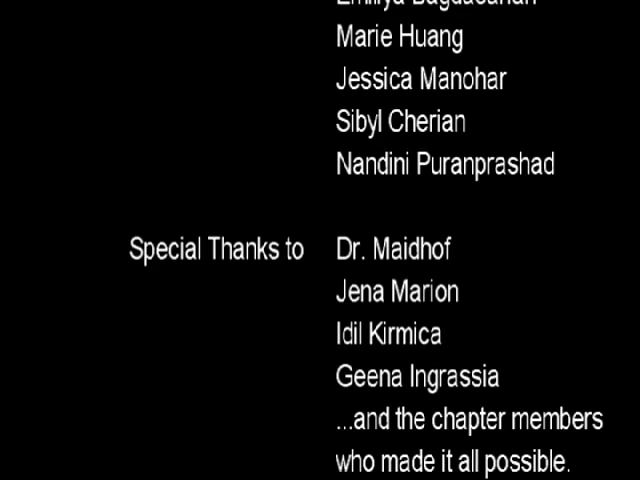 Marie Huang
Jessica Manohar
Sibyl Cherian
Nandini Puranprashad
Special Thanks to Dr. Maidhof
Jena Marion
Idil Kirmica
Geena Ingrassia
...and the chapter members
who made it all possible.